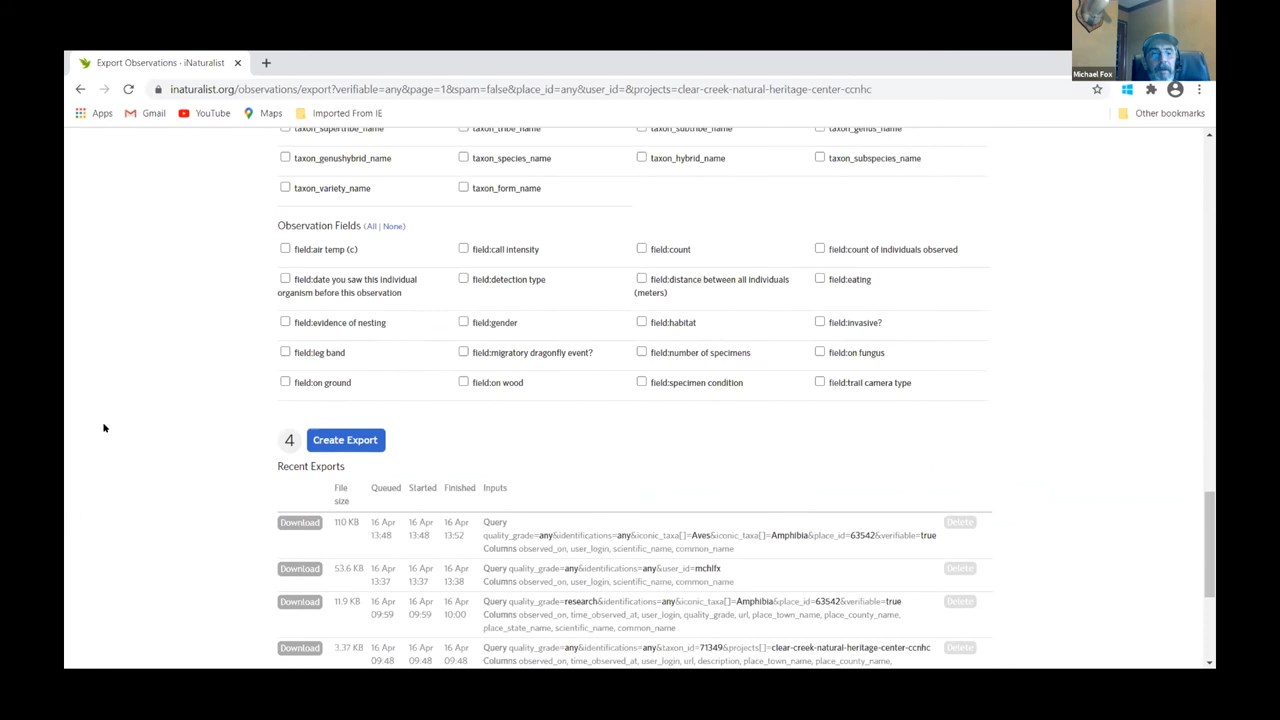 Export Observations - iNaturalist
inaturalist.org/observations/export?verifiable=any&page=1&spam=false&place_id=any&user_id=&projects=clear-creek-natural-heritage-center-ccnhc
Michael Fox
Apps Gmail YouTube Maps Imported From IE Other bookmarks
taxon_supertribe_name taxon_tribe_name taxon_subtribe_name taxon_genus_name
taxon_genushybrid_name taxon_species_name taxon_hybrid_name taxon_subspecies_name
taxon_variety_name taxon_form_name
Observation Fields (All | None)
field:air temp (c) field:call intensity field:count field:count of individuals observed
field:date you saw this individual field:detection type field:distance between all individuals field:eating
organism before this observation (meters)
field:evidence of nesting field:gender field:habitat field:invasive?
field:leg band field:migratory dragonfly event? field:number of specimens field:on fungus
field:on ground field:on wood field:specimen condition field:trail camera type
4 Create Export
Recent Exports
File Queued Started Finished Inputs
size
Download 110 KB 16 Apr 16 Apr 16 Apr Query Delete
13:48 13:48 13:52 quality_grade=any&identifications=any&iconic_taxa[]=Aves&iconic_taxa[]=Amphibia&place_id=63542&verifiable=true
Columns observed_on, user_login, scientific_name, common_name
Download 53.6 KB 16 Apr 16 Apr 16 Apr Query quality_grade=any&identifications=any&user_id=mchlfx Delete
13:37 13:37 13:38 Columns observed_on, user_login, scientific_name, common_name
Download 11.9 KB 16 Apr 16 Apr 16 Apr Query quality_grade=research&identifications=any&iconic_taxa[]=Amphibia&place_id=63542&verifiable=true Delete
09:59 09:59 10:00 Columns observed_on, time_observed_at, user_login, quality_grade, url, place_town_name, place_county_name,
place_state_name, scientific_name, common_name
Download 3.37 KB 16 Apr 16 Apr 16 Apr Query quality_grade=any&identifications=any&taxon_id=71349&projects[]=clear-creek-natural-heritage-center-ccnhc Delete
09:48 09:48 09:48 Columns observed_on, time_observed_at, user_login, url, description, place_town_name, place_county_name,